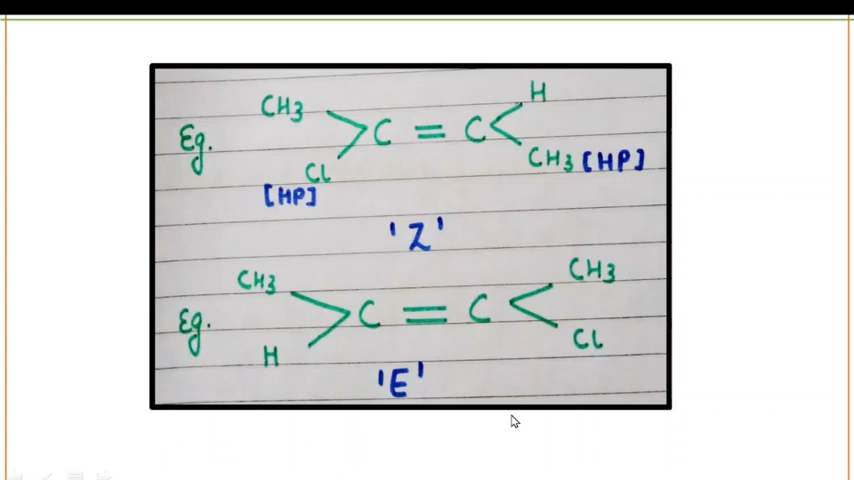 Eg. CH3 H
C = C
Cl CH3 [HP]
[HP]
'Z'
CH3 CH3
Eg. C = C
H Cl
'E'